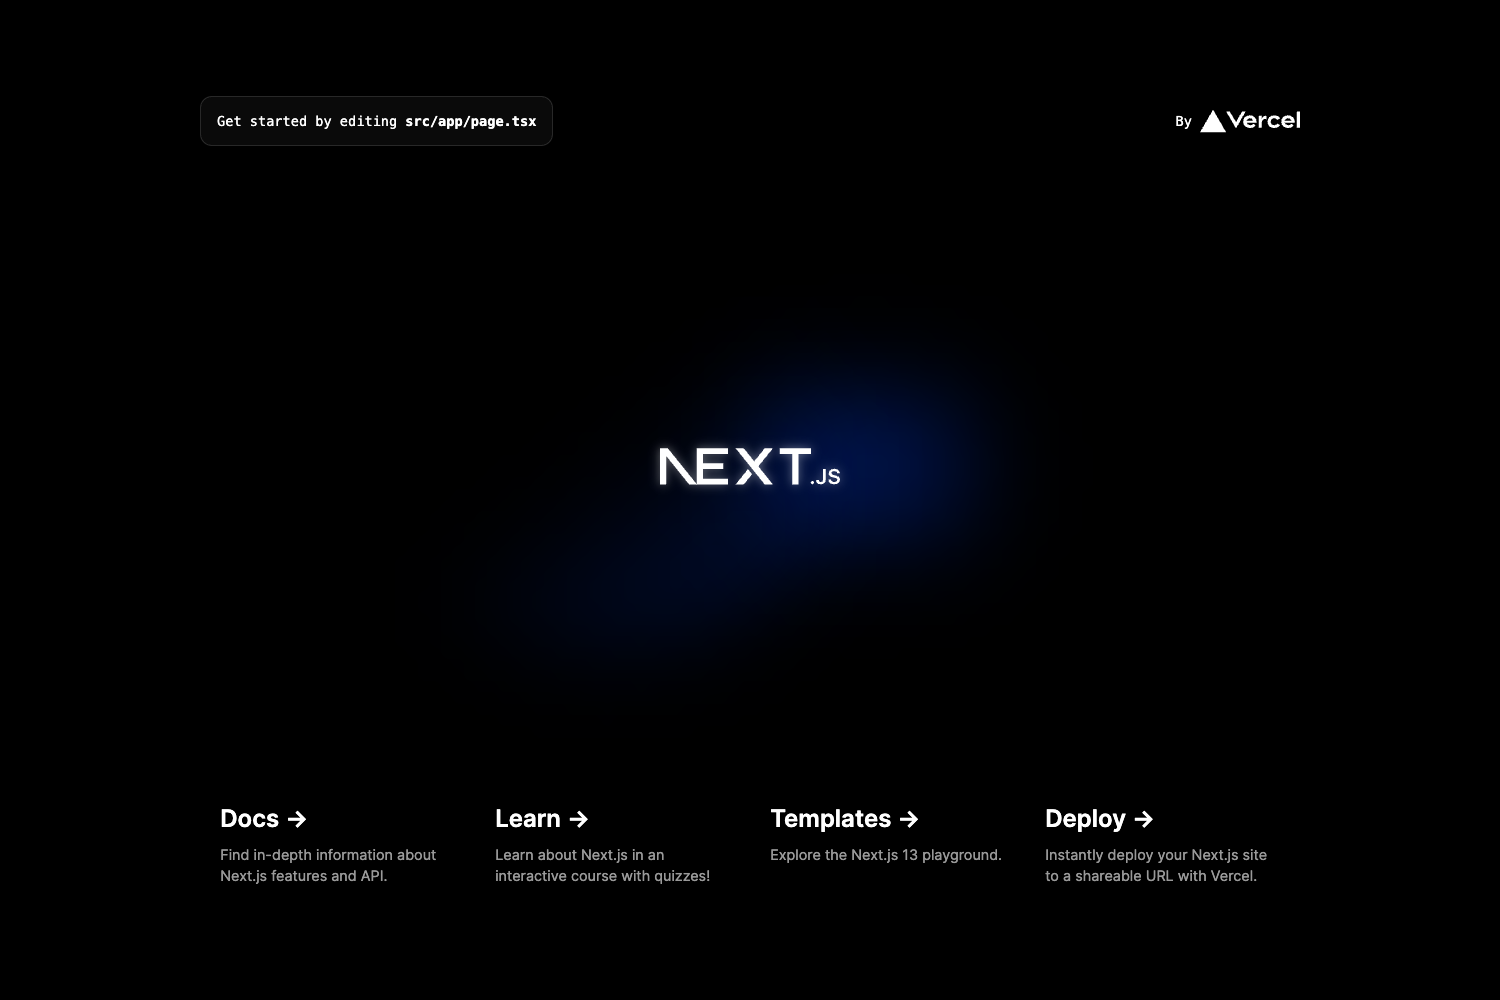 Get started by editing src/app/page.tsx
By Vercel
NEXT.JS
Docs →
Find in-depth information about
Next.js features and API.
Learn →
Learn about Next.js in an
interactive course with quizzes!
Templates →
Explore the Next.js 13 playground.
Deploy →
Instantly deploy your Next.js site
to a shareable URL with Vercel.